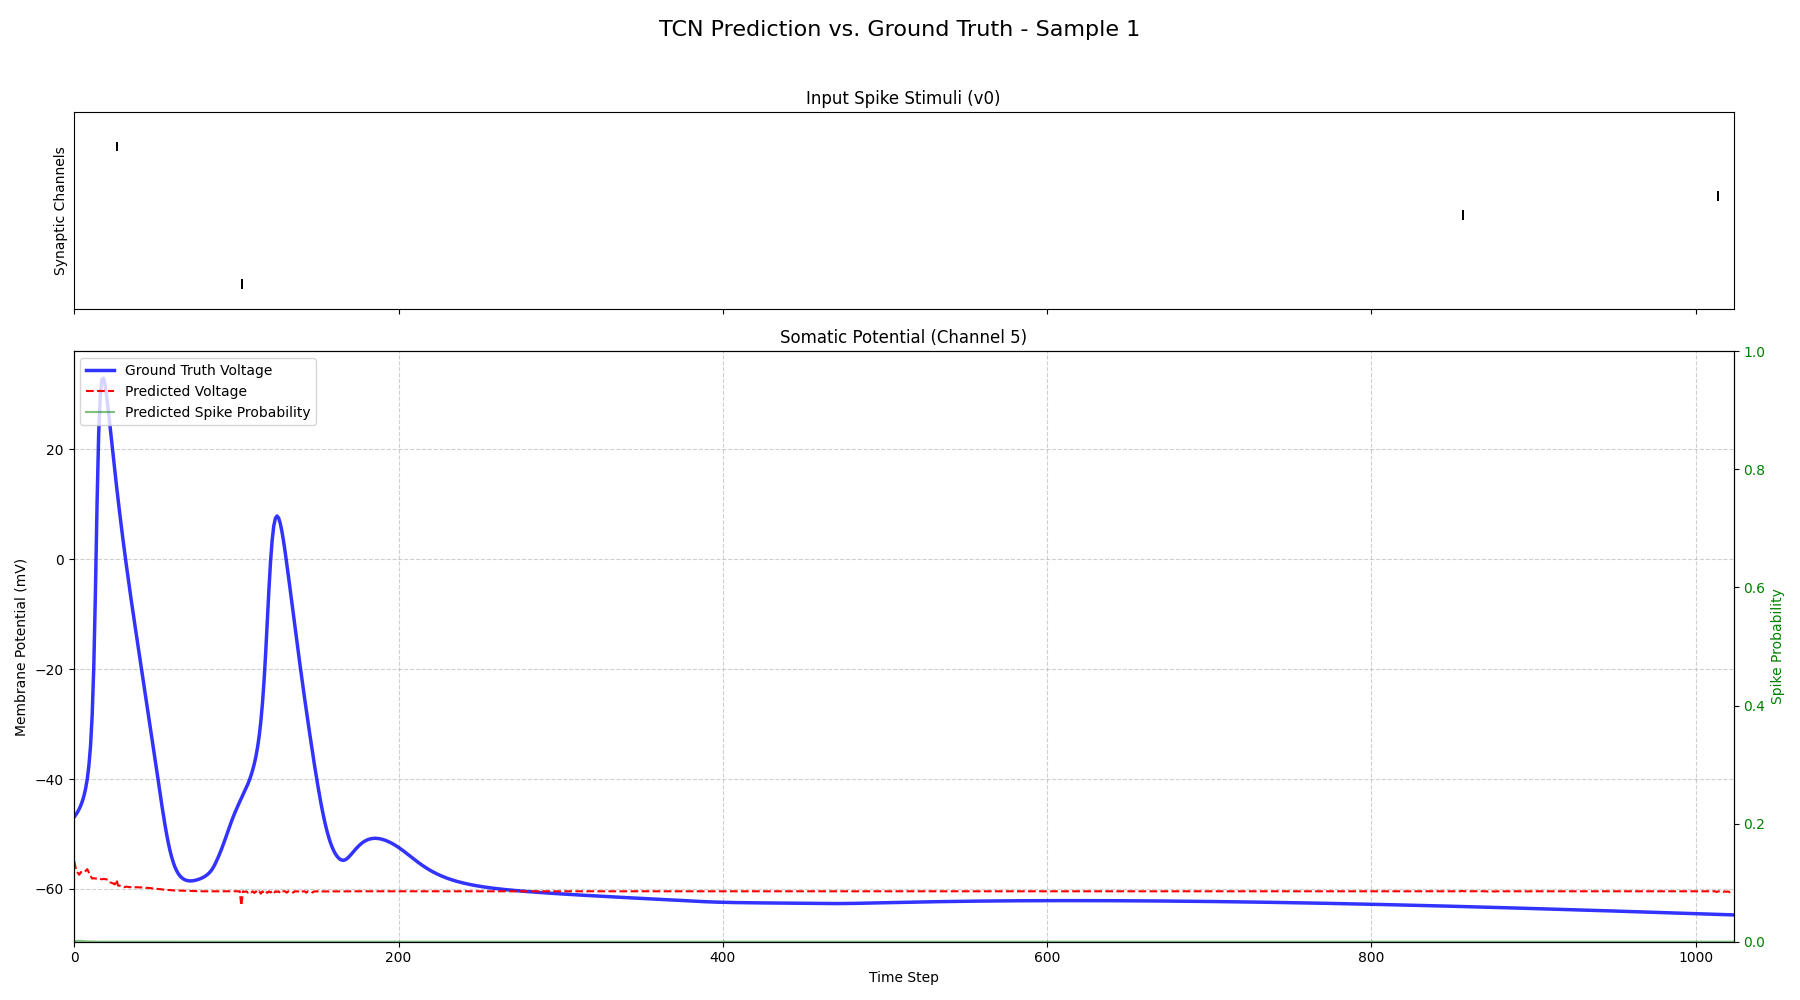 TCN Prediction vs. Ground Truth - Sample 1
Input Spike Stimuli (v0)
Synaptic Channels
Somatic Potential (Channel 5)
Ground Truth Voltage
Predicted Voltage
Predicted Spike Probability
Membrane Potential (mV)
20
0
−20
−40
−60
1.0
0.8
0.6
0.4
0.2
0.0
Spike Probability
0 200 400 600 800 1000
Time Step